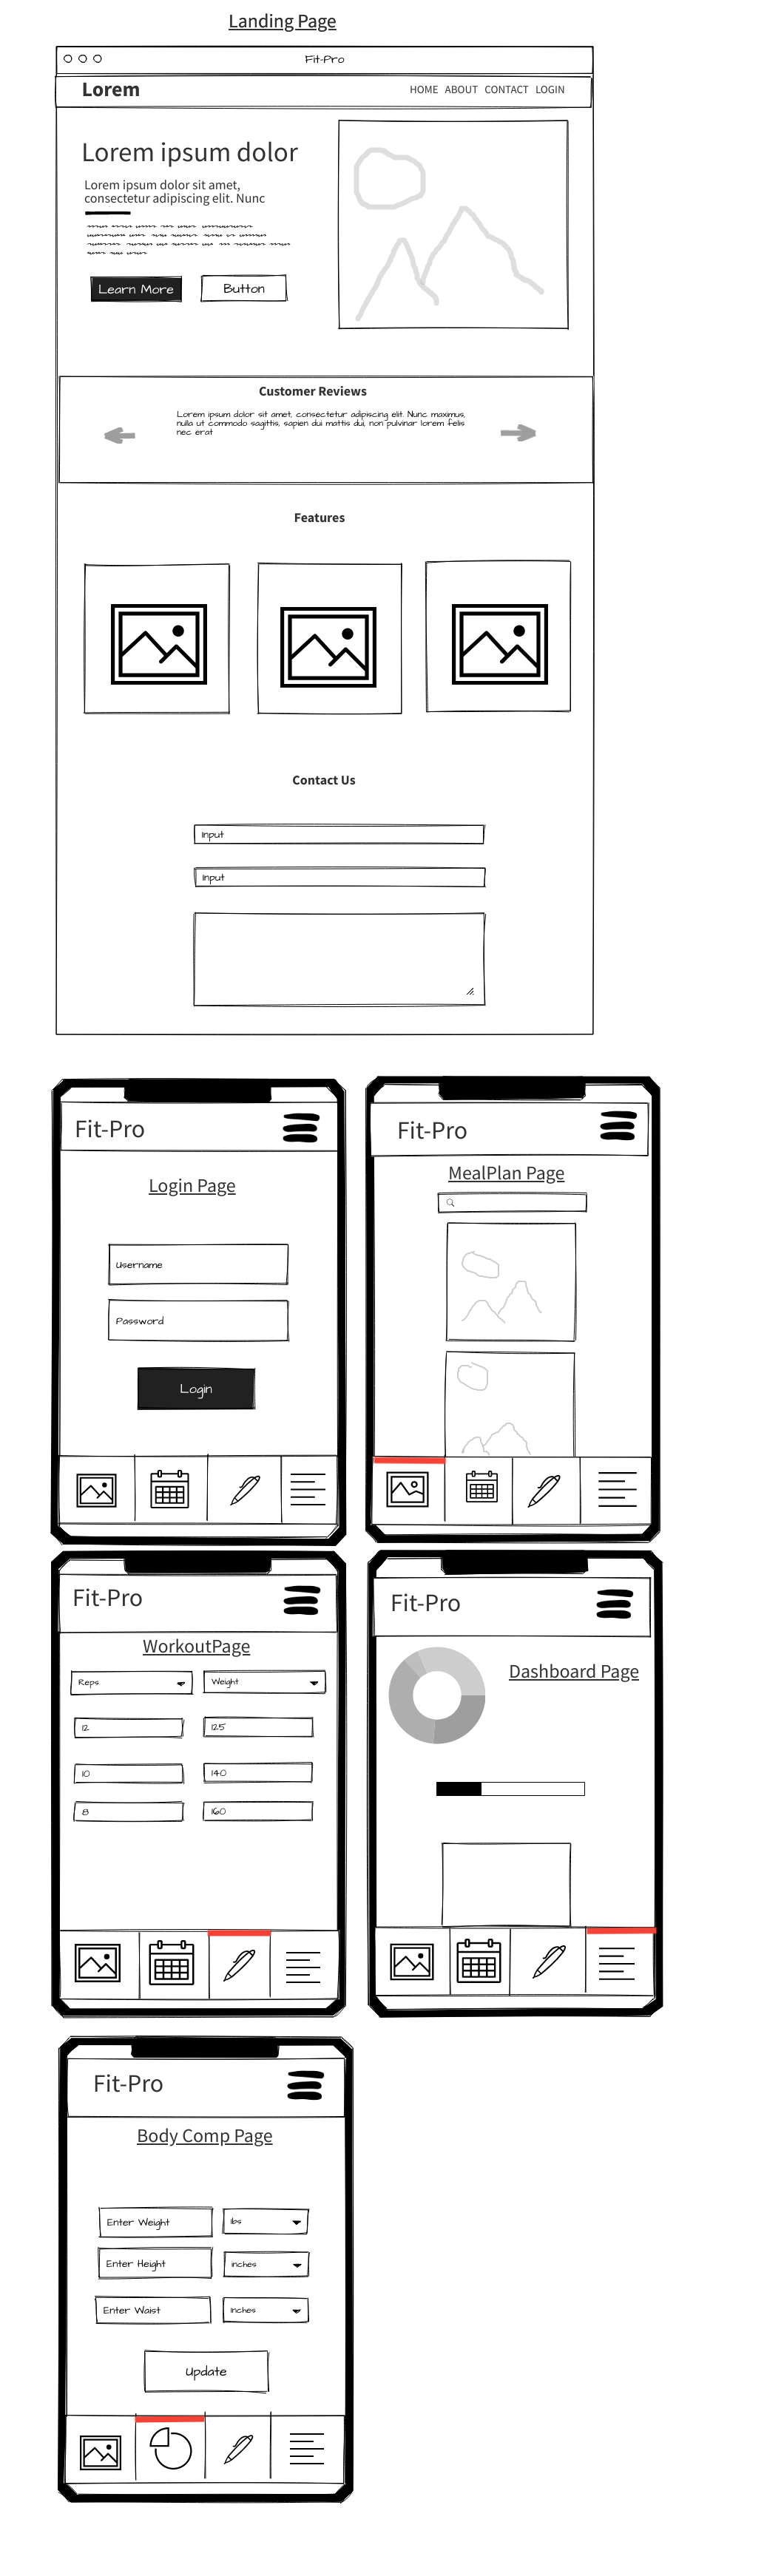 Landing Page
Fit-Pro
Lorem
HOME ABOUT CONTACT LOGIN
Lorem ipsum dolor
Lorem ipsum dolor sit amet,
consectetur adipiscing elit. Nunc
Learn More
Button
Customer Reviews
Lorem ipsum dolor sit amet, consectetur adipiscing elit. Nunc maximus,
nulla ut commodo sagittis, sapien dui mattis dui, non pulvinar lorem felis
nec erat
Features
Contact Us
Input
Input
Fit-Pro
Login Page
Username
Password
Login
Fit-Pro
MealPlan Page
Fit-Pro
WorkoutPage
Reps
Weight
12
125
10
140
8
160
Fit-Pro
Dashboard Page
Fit-Pro
Body Comp Page
Enter Weight
lbs
Enter Height
inches
Enter Waist
Inches
Update